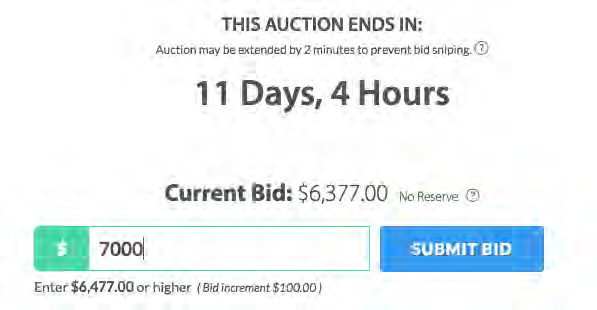 THIS AUCTION ENDS IN:
Auction may be extended by 2 minutes to prevent bid sniping. ?
11 Days, 4 Hours
Current Bid: $6,377.00 No Reserve ?
$ 7000 SUBMIT BID
Enter $6,477.00 or higher (Bid increment $100.00)